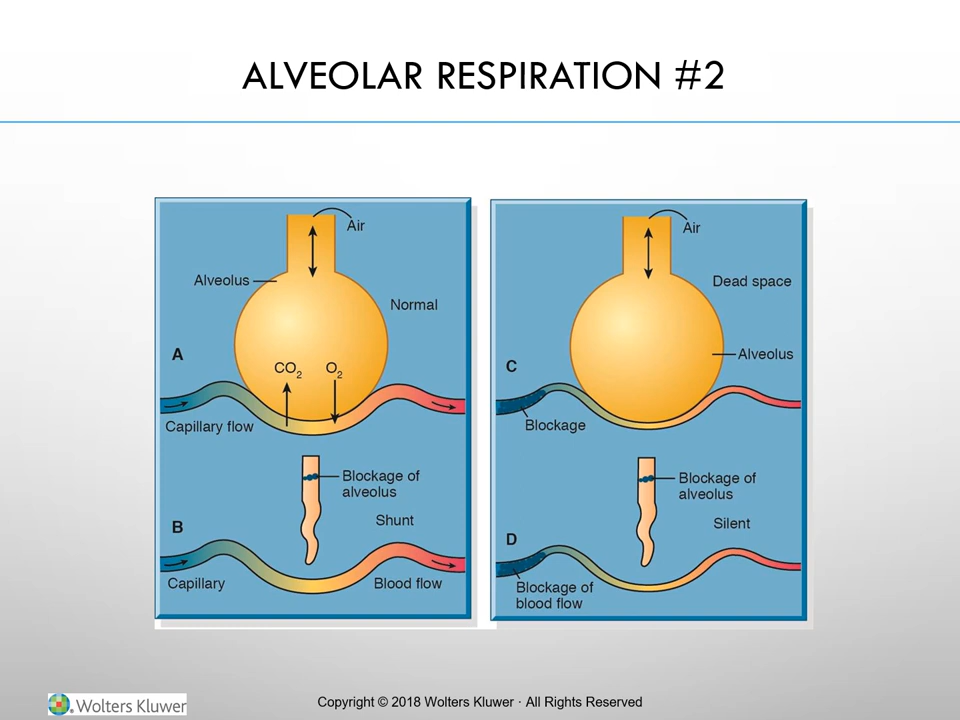 ALVEOLAR RESPIRATION #2
Air
Alveolus
Normal
A
CO2
O2
Capillary flow
Blockage of
alveolus
Shunt
B
Capillary
Blood flow
Air
Dead space
Alveolus
C
Blockage
Blockage of
alveolus
Silent
D
Blockage of
blood flow
Wolters Kluwer
Copyright © 2018 Wolters Kluwer · All Rights Reserved